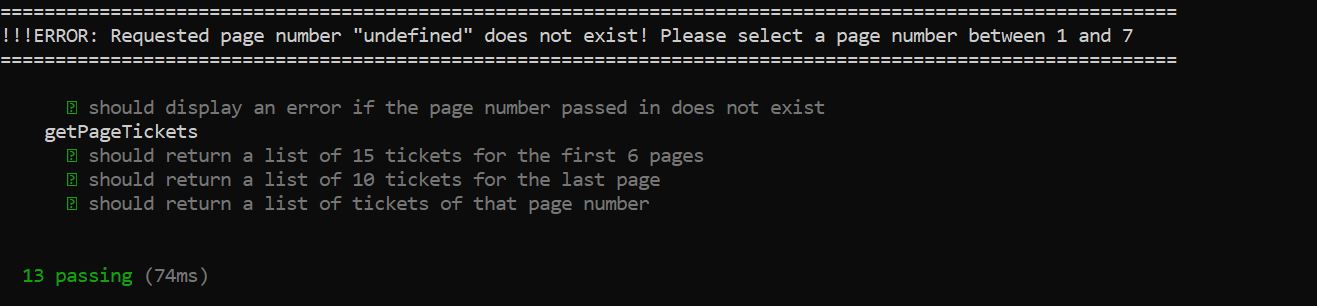 ====================================================================================================
!!!ERROR: Requested page number "undefined" does not exist! Please select a page number between 1 and 7
====================================================================================================
should display an error if the page number passed in does not exist
getPageTickets
should return a list of 15 tickets for the first 6 pages
should return a list of 10 tickets for the last page
should return a list of tickets of that page number
13 passing (74ms)